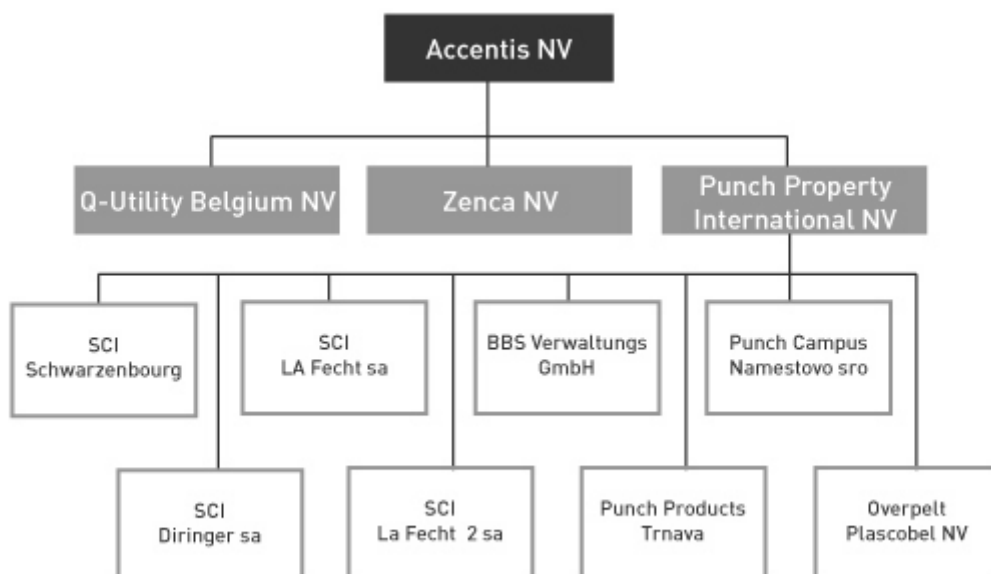 Accentis NV
Q-Utility Belgium NV
Zenca NV
Punch Property
International NV
SCI
Schwarzenbourg
SCI
LA Fecht sa
BBS Verwaltungs
GmbH
Punch Campus
Namestovo sro
SCI
Diringer sa
SCI
La Fecht 2 sa
Punch Products
Trnava
Overpelt
Plascobel NV